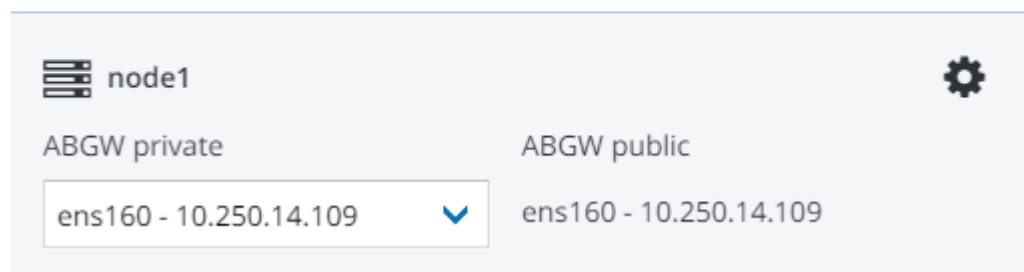 node1
ABGW private
ABGW public
ens160 - 10.250.14.109
ens160 - 10.250.14.109